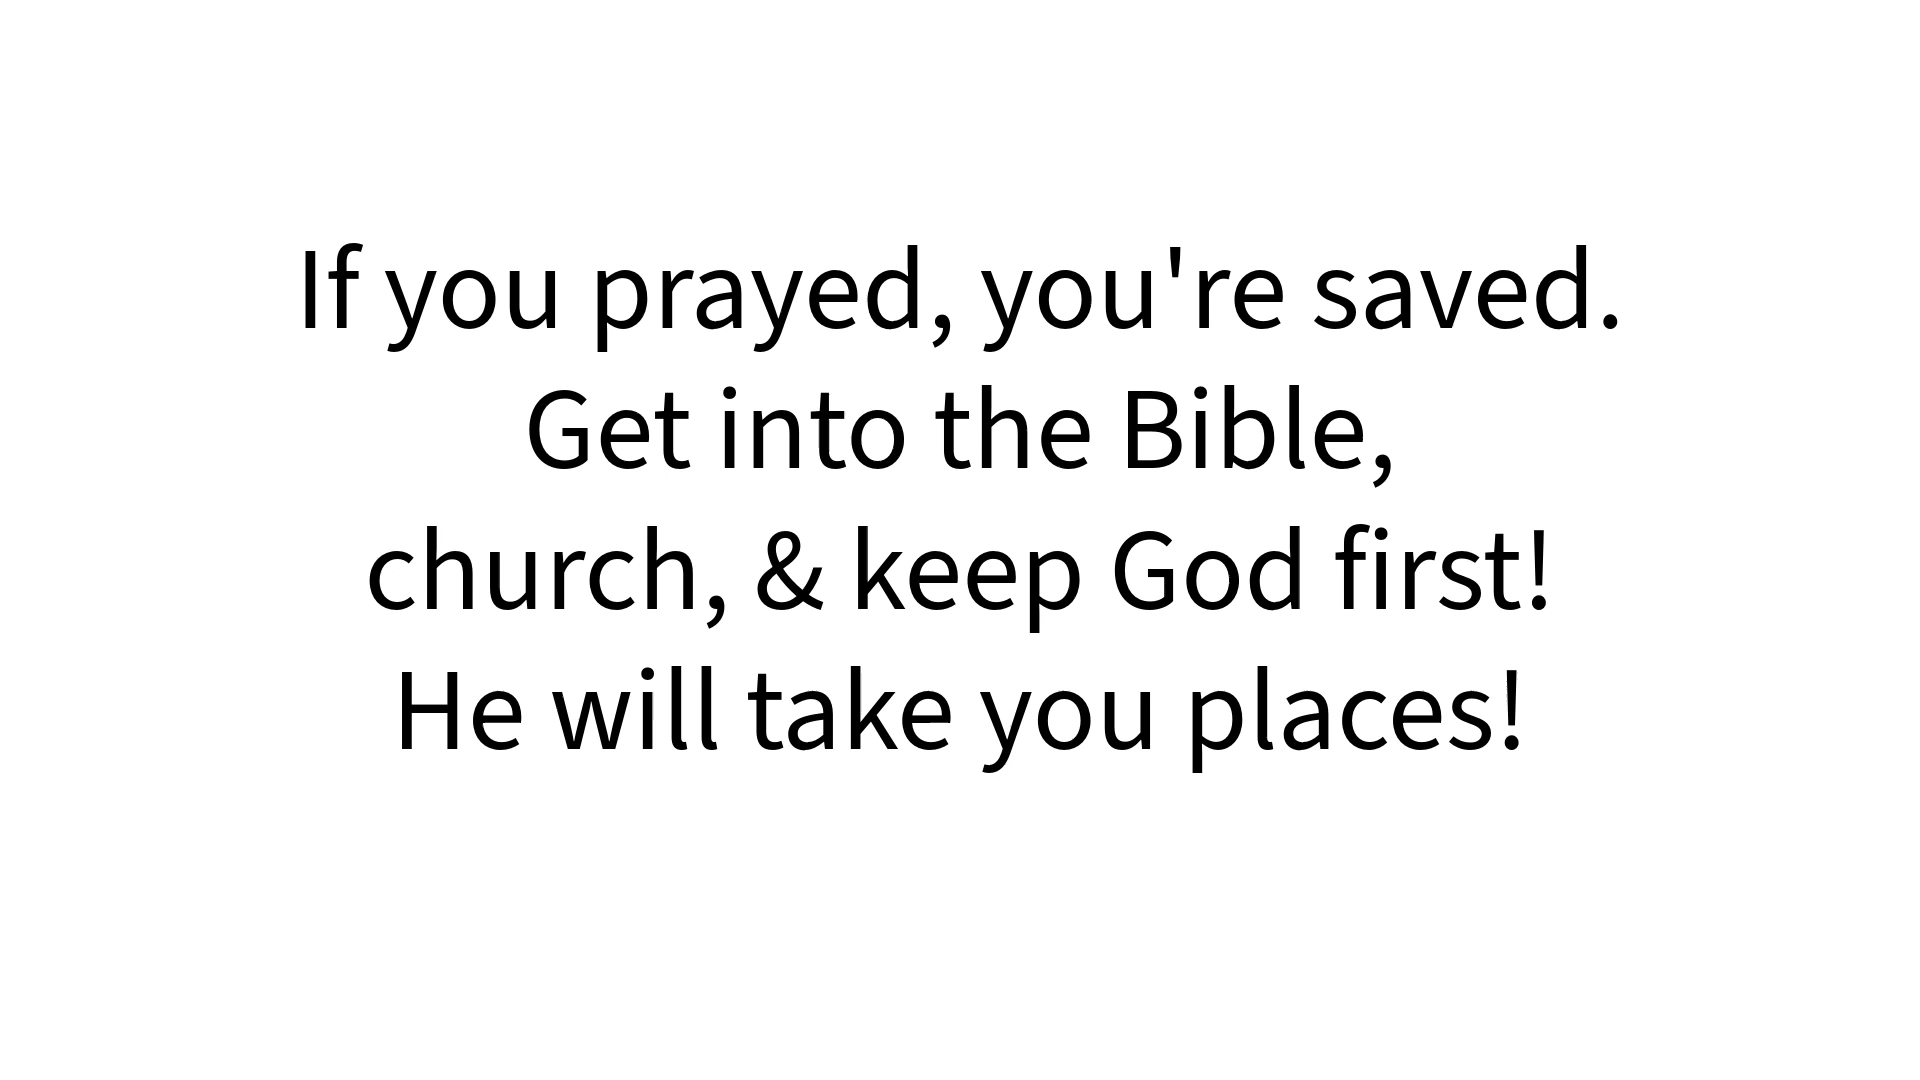 If you prayed, you're saved.
Get into the Bible,
church, & keep God first!
He will take you places!